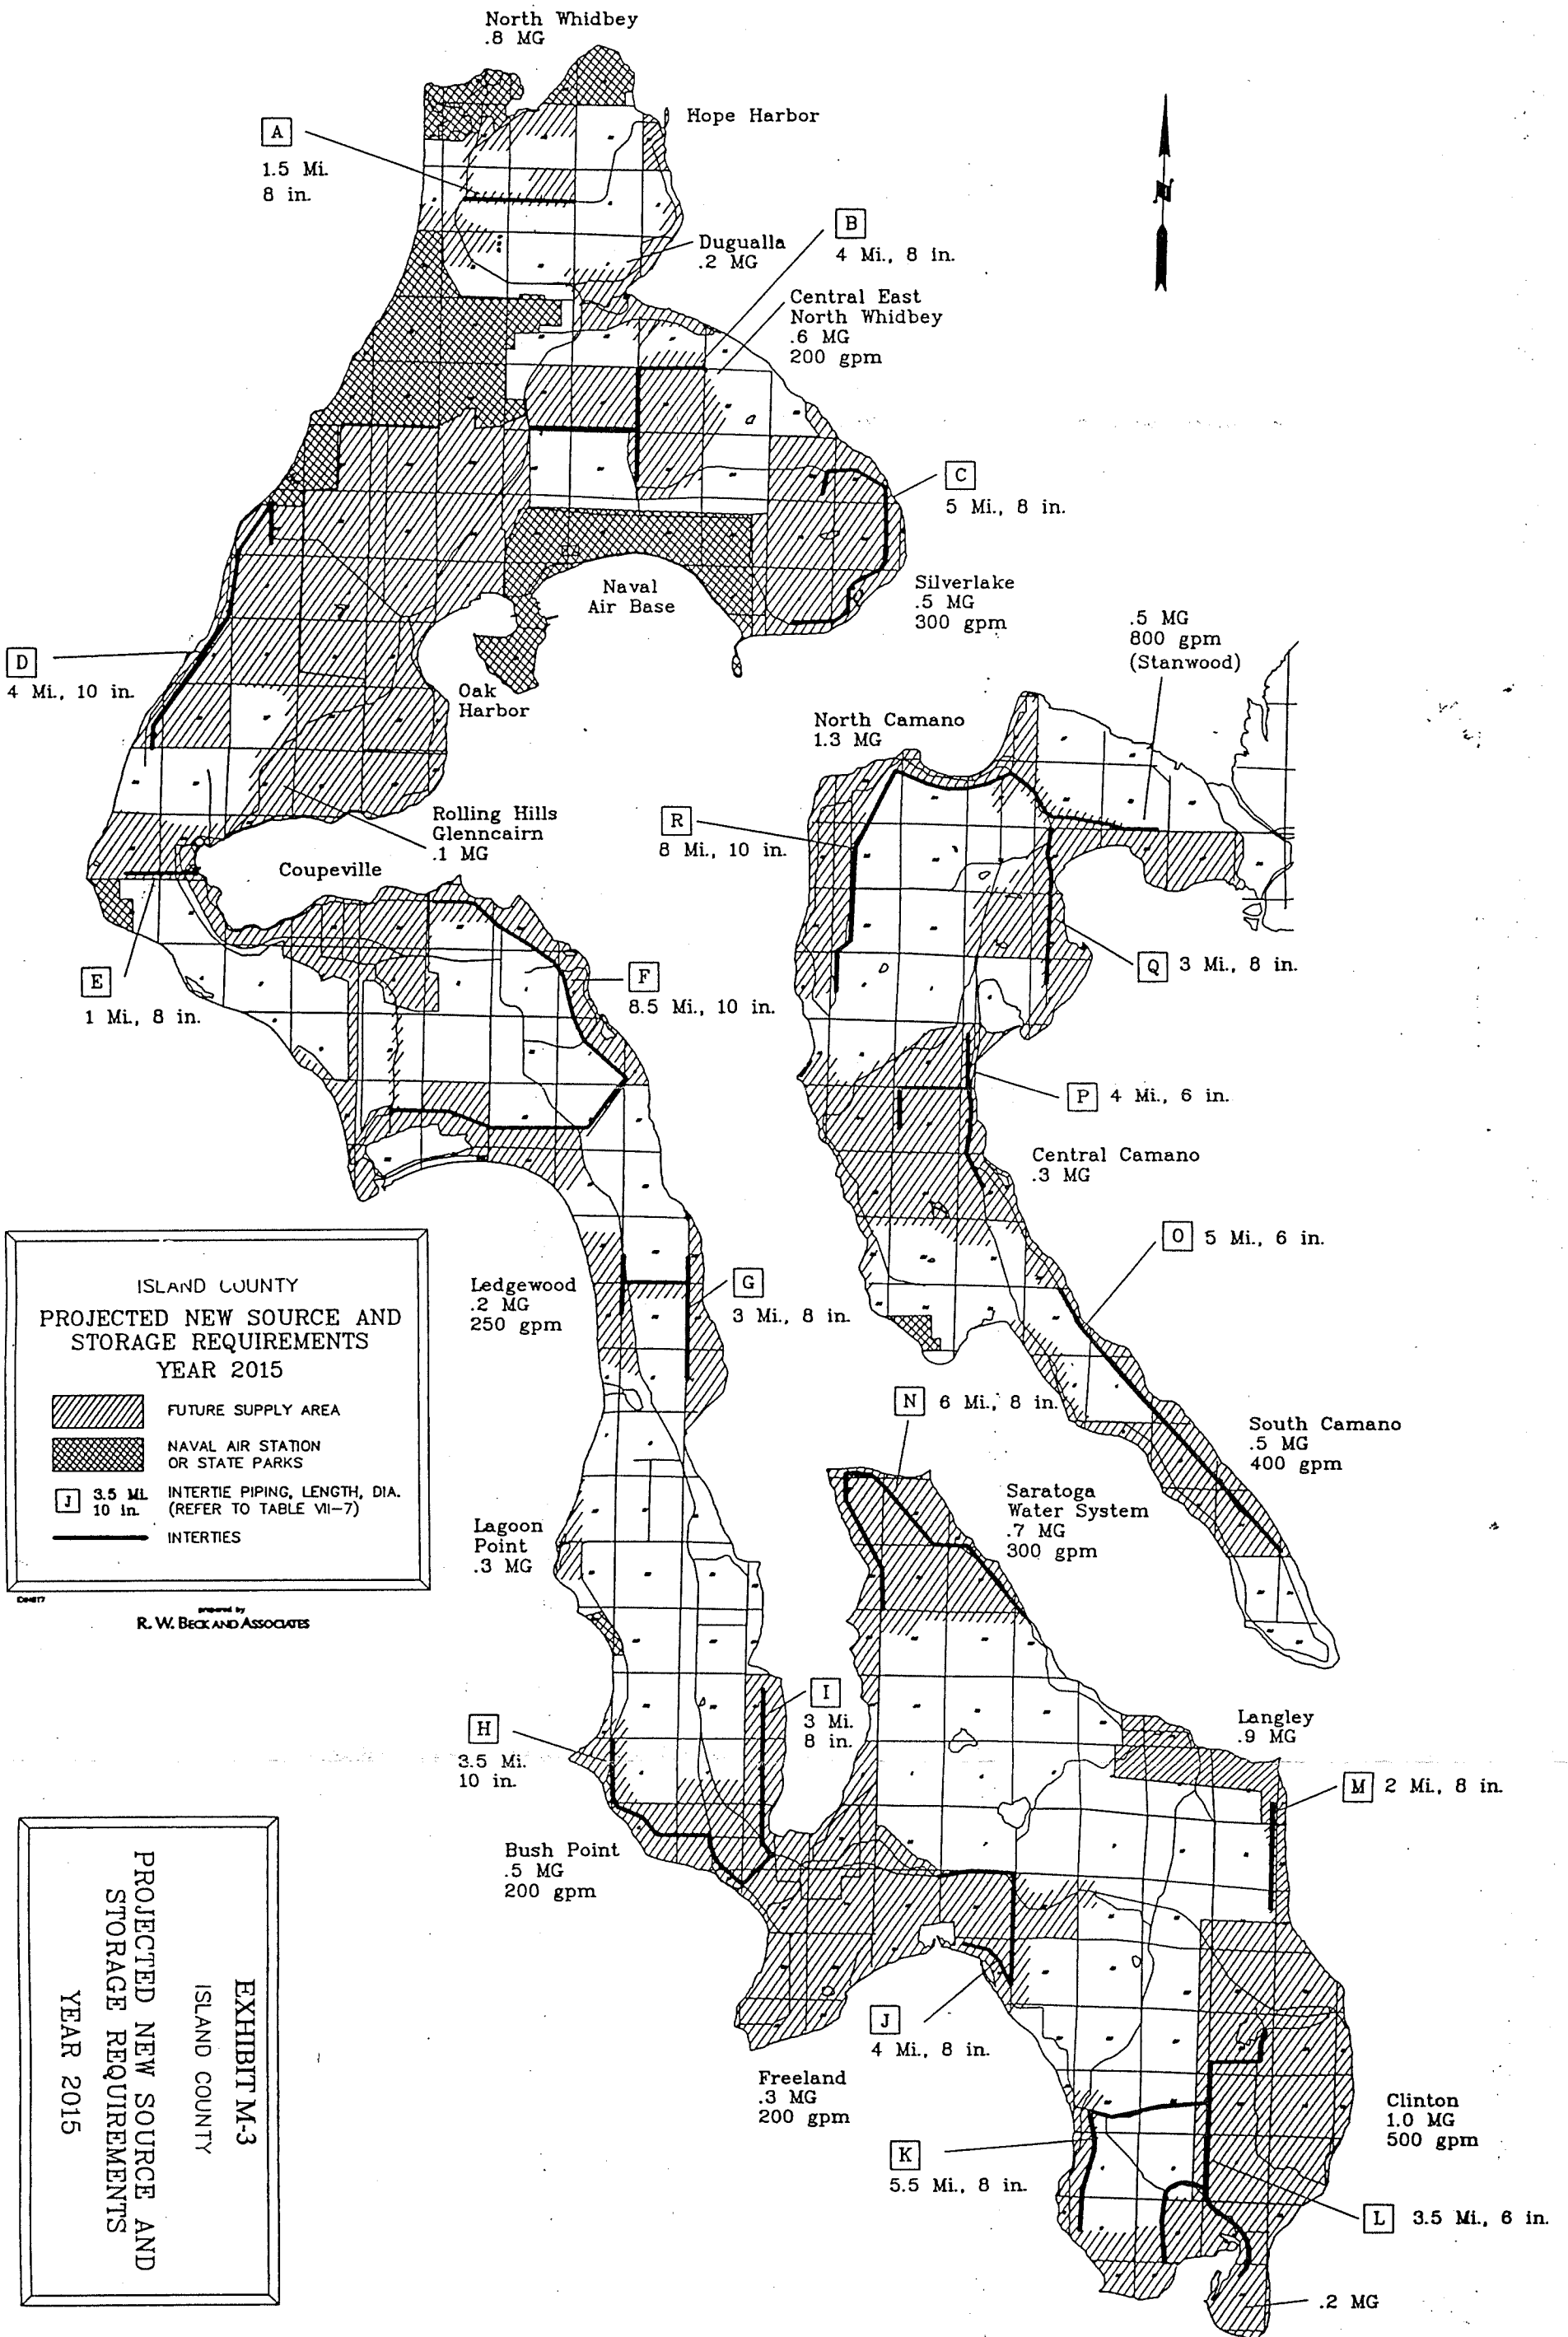 North Whidbey
.8 MG
Hope Harbor
A
1.5 Mi.
8 in.
N
B
4 Mi., 8 in.
Dugualla
.2 MG
Central East
North Whidbey
.6 MG
200 gpm
C
5 Mi., 8 in.
Naval
Air Base
Silverlake
.5 MG
300 gpm
.5 MG
800 gpm
(Stanwood)
D
4 Mi., 10 in.
Oak
Harbor
North Camano
1.3 MG
Rolling Hills
Glenncairn
.1 MG
R
8 Mi., 10 in.
Coupeville
E
1 Mi., 8 in.
F
8.5 Mi., 10 in.
Q 3 Mi., 8 in.
P 4 Mi., 6 in.
Central Camano
.3 MG
O 5 Mi., 6 in.
Ledgewood
.2 MG
250 gpm
G
3 Mi., 8 in.
ISLAND COUNTY
PROJECTED NEW SOURCE AND
STORAGE REQUIREMENTS
YEAR 2015
FUTURE SUPPLY AREA
NAVAL AIR STATION
OR STATE PARKS
J 3.5 Mi. INTERTIE PIPING, LENGTH, DIA.
10 in. (REFER TO TABLE VII-7)
INTERTIES
prepared by
R. W. BECK AND ASSOCIATES
N 6 Mi., 8 in.
South Camano
.5 MG
400 gpm
Saratoga
Water System
.7 MG
300 gpm
Lagoon
Point
.3 MG
I
3 Mi.
8 in.
H
3.5 Mi.
10 in.
Langley
.9 MG
M 2 Mi., 8 in.
Bush Point
.5 MG
200 gpm
J
4 Mi., 8 in.
Freeland
.3 MG
200 gpm
Clinton
1.0 MG
500 gpm
K
5.5 Mi., 8 in.
L 3.5 Mi., 6 in.
.2 MG
EXHIBIT M-3
ISLAND COUNTY
PROJECTED NEW SOURCE AND
STORAGE REQUIREMENTS
YEAR 2015